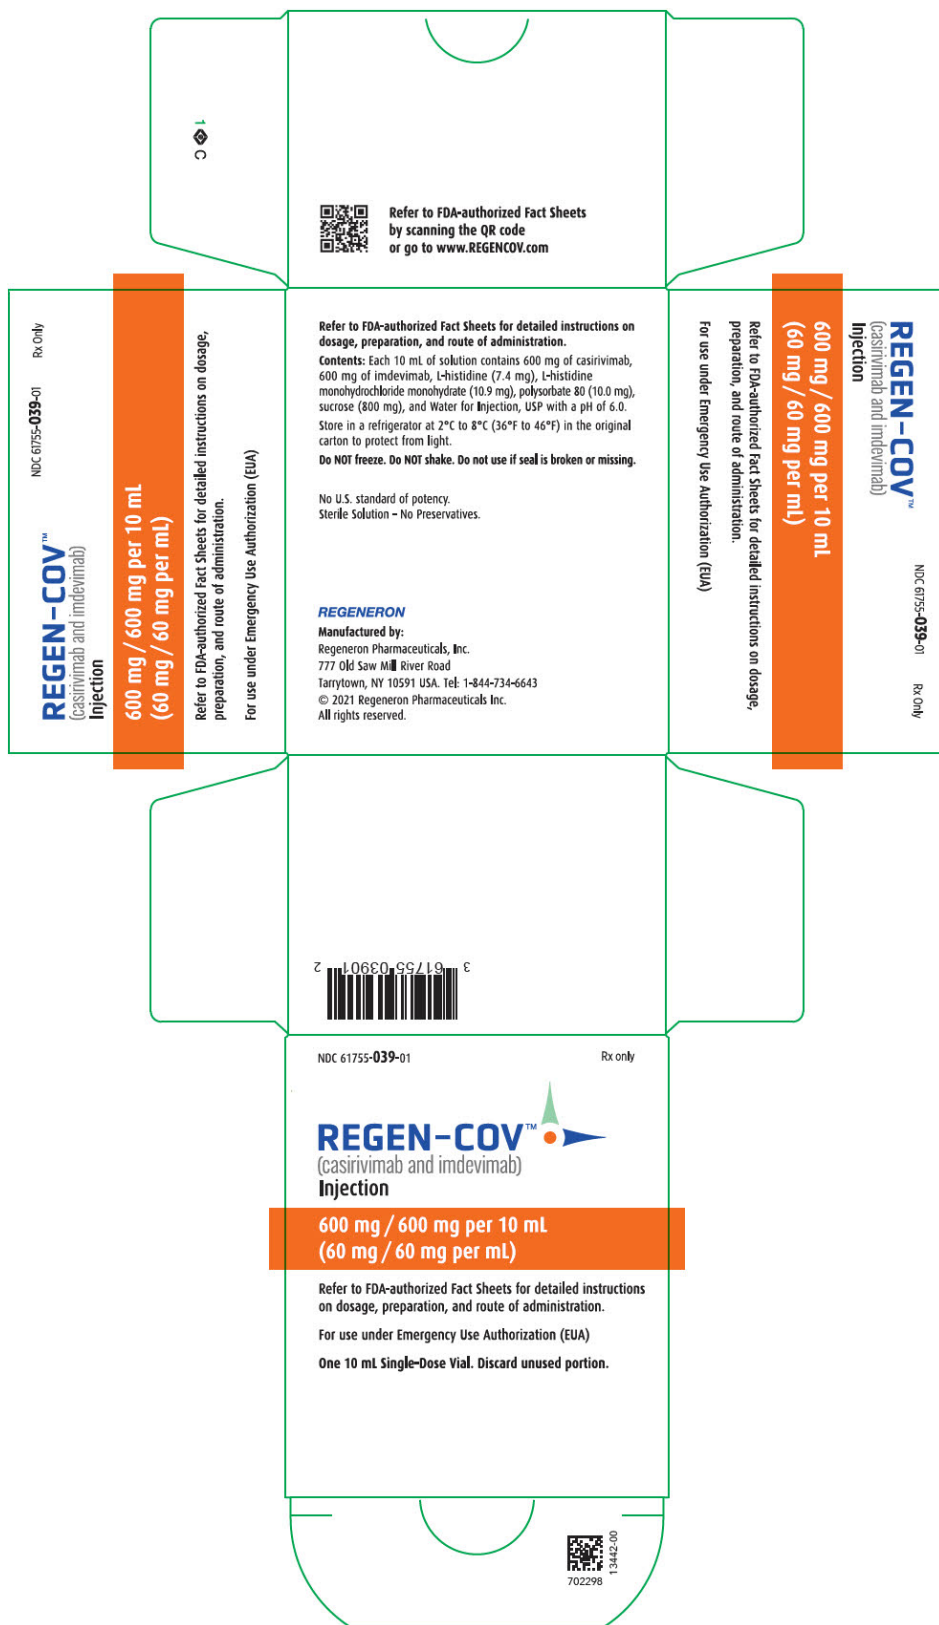 1 C
Refer to FDA-authorized Fact Sheets
by scanning the QR code
or go to www.REGENCOV.com
NDC 61755-039-01 Rx Only
REGEN-COV™
(casirivimab and imdevimab)
Injection
600 mg / 600 mg per 10 mL
(60 mg / 60 mg per mL)
Refer to FDA-authorized Fact Sheets for detailed instructions on dosage,
preparation, and route of administration.
For use under Emergency Use Authorization (EUA)
Refer to FDA-authorized Fact Sheets for detailed instructions on
dosage, preparation, and route of administration.
Contents: Each 10 mL of solution contains 600 mg of casirivimab,
600 mg of imdevimab, L-histidine (7.4 mg), L-histidine
monohydrochloride monohydrate (10.9 mg), polysorbate 80 (10.0 mg),
sucrose (800 mg), and Water for Injection, USP with a pH of 6.0.
Store in a refrigerator at 2°C to 8°C (36°F to 46°F) in the original
carton to protect from light.
Do NOT freeze. Do NOT shake. Do not use if seal is broken or missing.
No U.S. standard of potency.
Sterile Solution – No Preservatives.
REGENERON
Manufactured by:
Regeneron Pharmaceuticals, Inc.
777 Old Saw Mill River Road
Tarrytown, NY 10591 USA. Tel: 1-844-734-6643
© 2021 Regeneron Pharmaceuticals Inc.
All rights reserved.
REGEN-COV™
(casirivimab and imdevimab)
Injection
600 mg / 600 mg per 10 mL
(60 mg / 60 mg per mL)
Refer to FDA-authorized Fact Sheets for detailed instructions on dosage,
preparation, and route of administration.
For use under Emergency Use Authorization (EUA)
NDC 61755-039-01 Rx Only
3 61755 03901 2
NDC 61755-039-01 Rx only
REGEN-COV™
(casirivimab and imdevimab)
Injection
600 mg / 600 mg per 10 mL
(60 mg / 60 mg per mL)
Refer to FDA-authorized Fact Sheets for detailed instructions
on dosage, preparation, and route of administration.
For use under Emergency Use Authorization (EUA)
One 10 mL Single-Dose Vial. Discard unused portion.
13442-00
702298